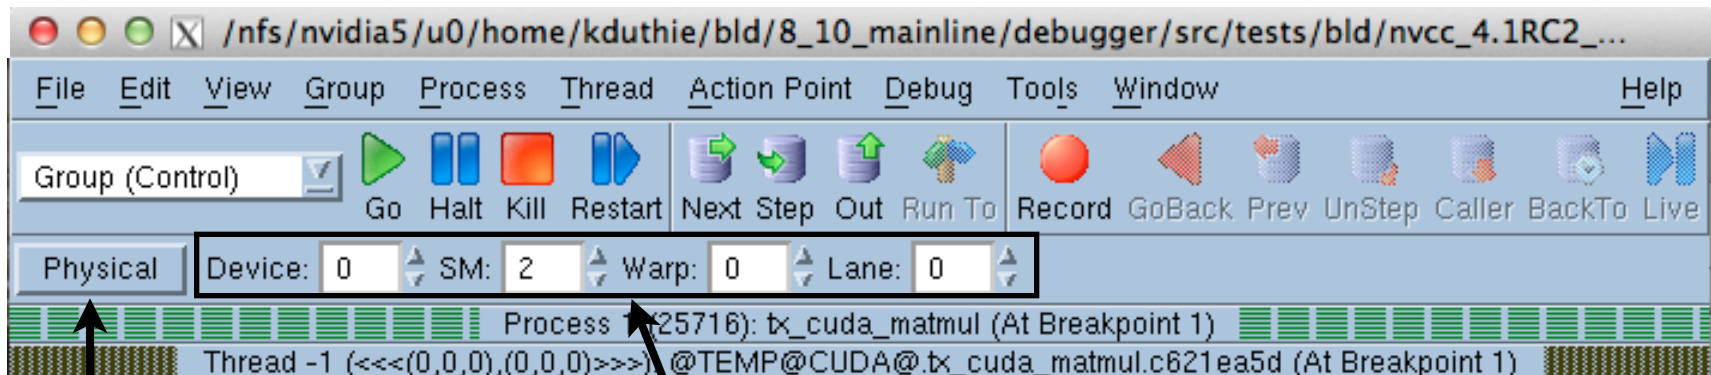 X /nfs/nvidia5/u0/home/kduthie/bld/8_10_mainline/debugger/src/tests/bld/nvcc_4.1RC2_...
File Edit View Group Process Thread Action Point Debug Tools Window Help
Group (Control) Go Halt Kill Restart Next Step Out Run To Record GoBack Prev UnStep Caller BackTo Live
Physical Device: 0 SM: 2 Warp: 0 Lane: 0
Process (25716): tx_cuda_matmul (At Breakpoint 1)
Thread -1 (<<<(0,0,0),(0,0,0)>>>): @TEMP@CUDA@.tx_cuda_matmul.c621ea5d (At Breakpoint 1)